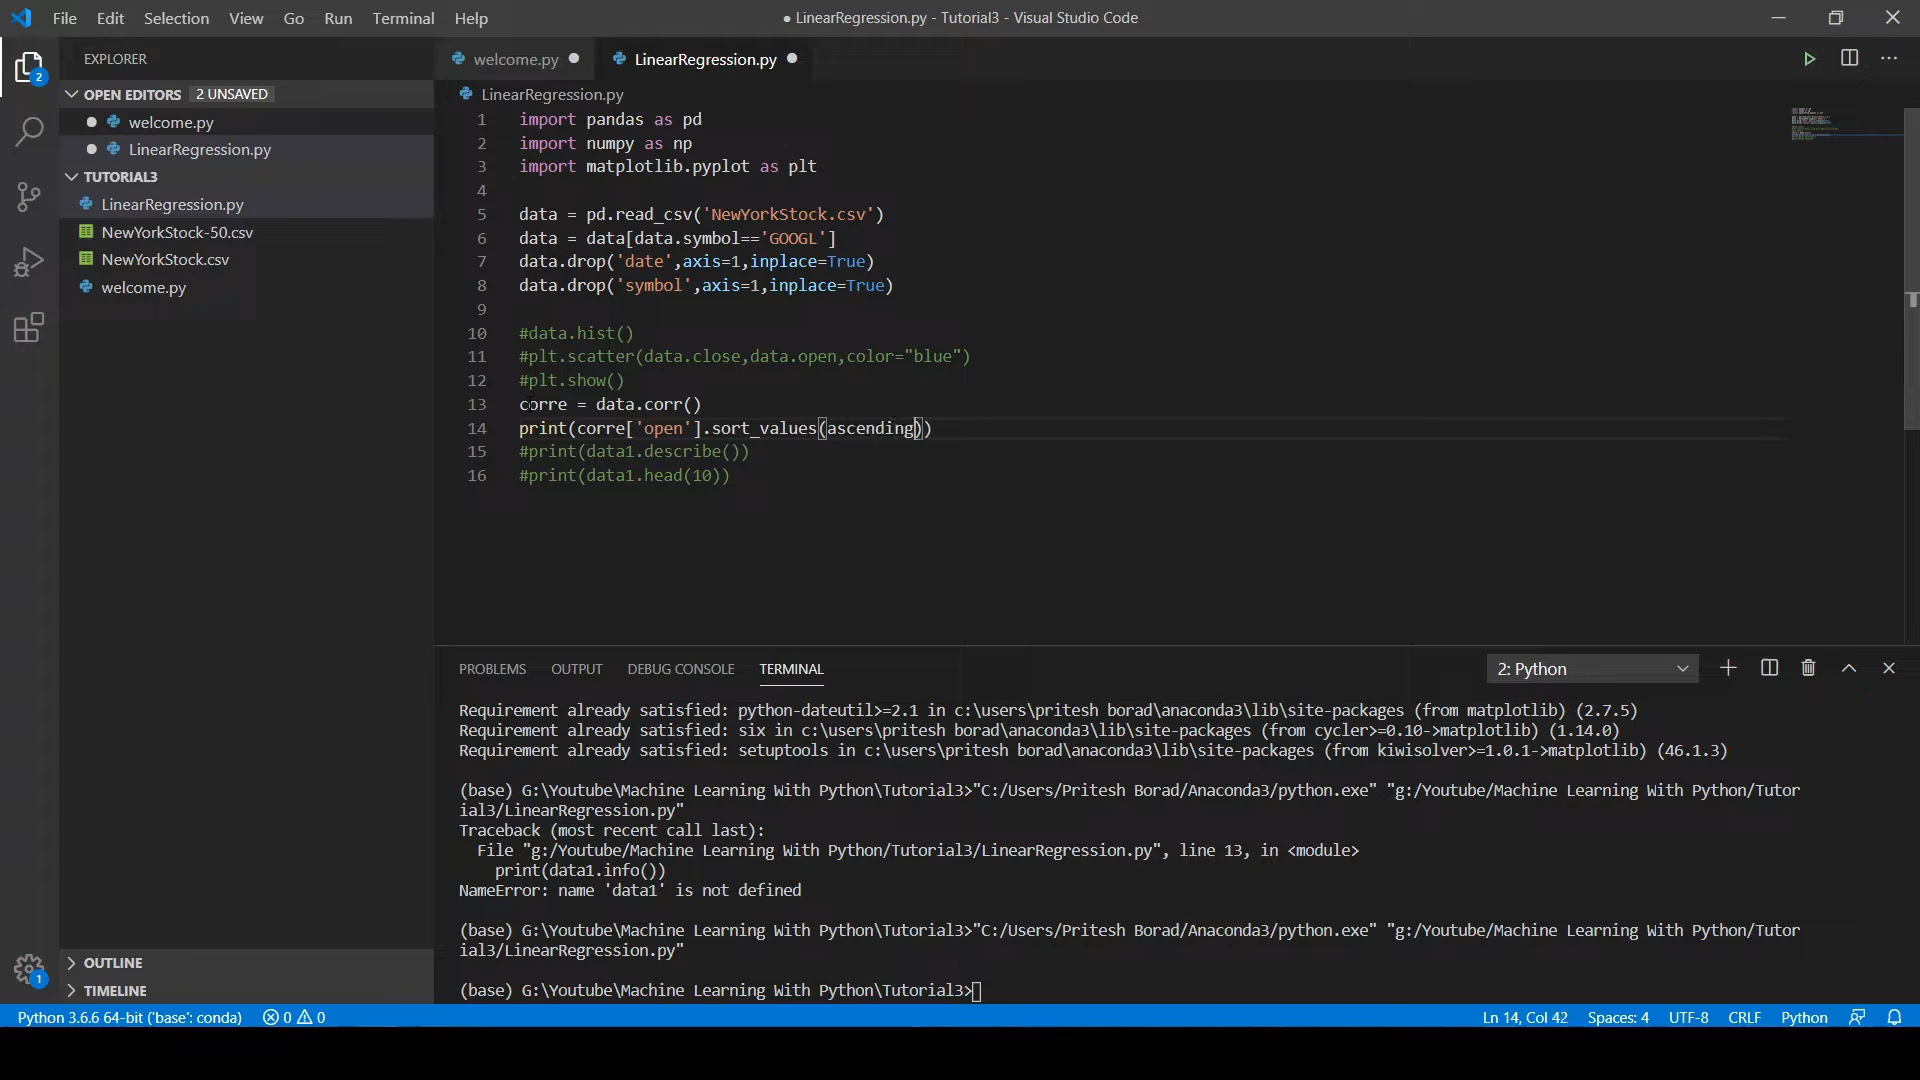 File Edit Selection View Go Run Terminal Help
● LinearRegression.py - Tutorial3 - Visual Studio Code
EXPLORER
welcome.py
LinearRegression.py
OPEN EDITORS 2 UNSAVED
LinearRegression.py
welcome.py
LinearRegression.py
TUTORIAL3
LinearRegression.py
NewYorkStock-50.csv
NewYorkStock.csv
welcome.py
2
1 import pandas as pd
2 import numpy as np
3 import matplotlib.pyplot as plt
4
5 data = pd.read_csv('NewYorkStock.csv')
6 data = data[data.symbol=='GOOGL']
7 data.drop('date',axis=1,inplace=True)
8 data.drop('symbol',axis=1,inplace=True)
9
10 #data.hist()
11 #plt.scatter(data.close,data.open,color="blue")
12 #plt.show()
13 corre = data.corr()
14 print(corre['open'].sort_values(ascending))
15 #print(data1.describe())
16 #print(data1.head(10))
PROBLEMS OUTPUT DEBUG CONSOLE TERMINAL
2: Python
Requirement already satisfied: python-dateutil>=2.1 in c:\users\pritesh borad\anaconda3\lib\site-packages (from matplotlib) (2.7.5)
Requirement already satisfied: six in c:\users\pritesh borad\anaconda3\lib\site-packages (from cycler>=0.10->matplotlib) (1.14.0)
Requirement already satisfied: setuptools in c:\users\pritesh borad\anaconda3\lib\site-packages (from kiwisolver>=1.0.1->matplotlib) (46.1.3)
(base) G:\Youtube\Machine Learning With Python\Tutorial3>"C:/Users/Pritesh Borad/Anaconda3/python.exe" "g:/Youtube/Machine Learning With Python/Tutor
ial3/LinearRegression.py"
Traceback (most recent call last):
File "g:/Youtube/Machine Learning With Python/Tutorial3/LinearRegression.py", line 13, in <module>
print(data1.info())
NameError: name 'data1' is not defined
(base) G:\Youtube\Machine Learning With Python\Tutorial3>"C:/Users/Pritesh Borad/Anaconda3/python.exe" "g:/Youtube/Machine Learning With Python/Tutor
ial3/LinearRegression.py"
(base) G:\Youtube\Machine Learning With Python\Tutorial3>
OUTLINE
TIMELINE
1
Python 3.6.6 64-bit ('base': conda) 0 0
Ln 14, Col 42 Spaces: 4 UTF-8 CRLF Python